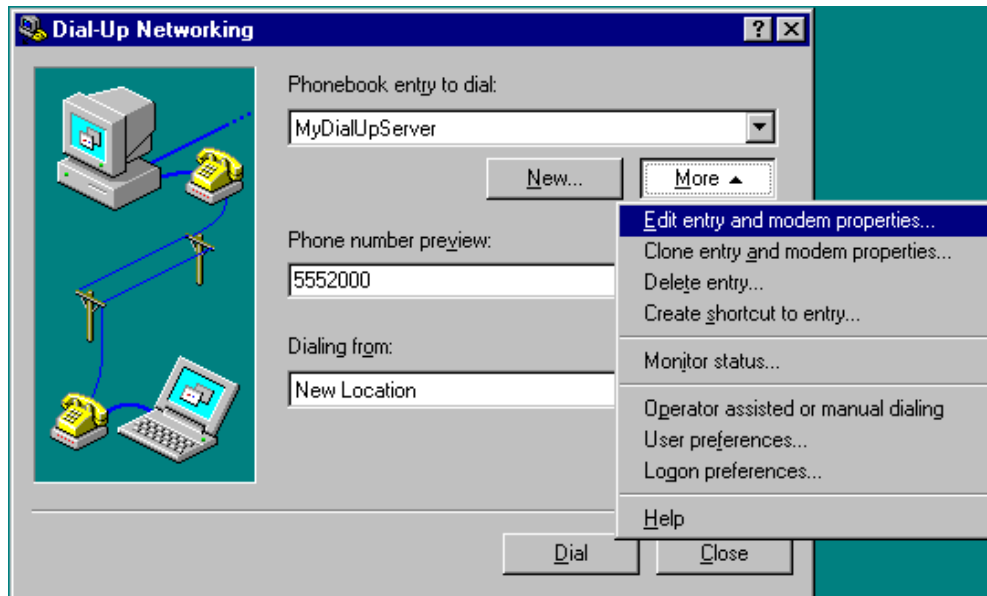 Dial-Up Networking
Phonebook entry to dial:
MyDialUpServer
New...
More
Edit entry and modem properties...
Clone entry and modem properties...
Delete entry...
Create shortcut to entry...
Monitor status...
Operator assisted or manual dialing
User preferences...
Logon preferences...
Help
Phone number preview:
5552000
Dialing from:
New Location
Dial
Close